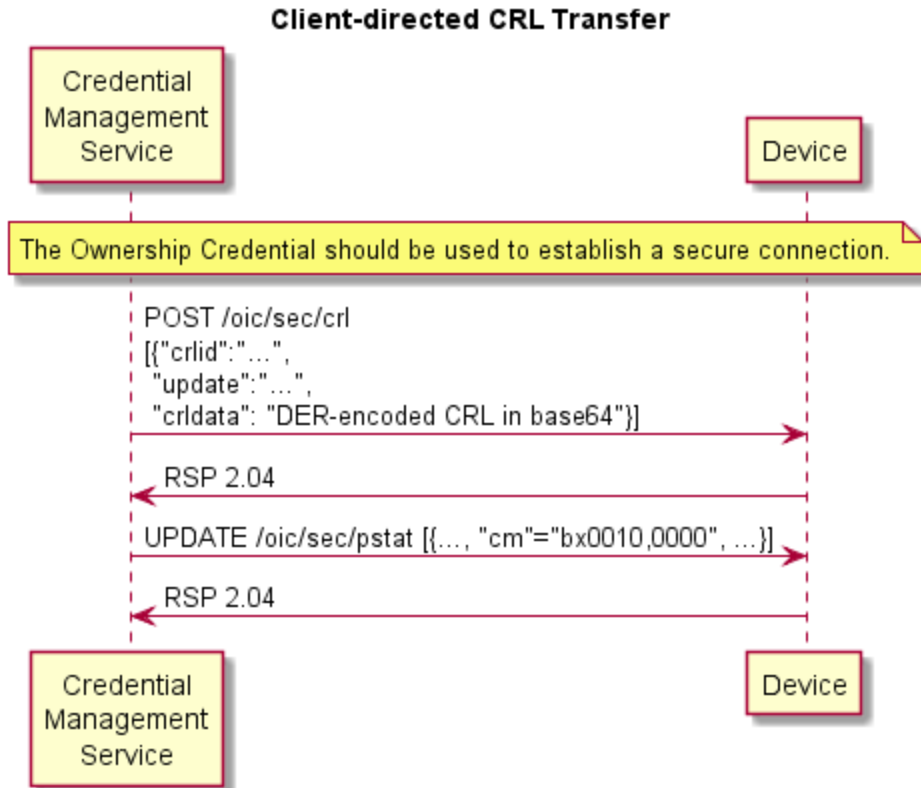 Client-directed CRL Transfer
Credential
Management
Service
Device
The Ownership Credential should be used to establish a secure connection.
POST /oic/sec/crl
[{"crlid":"...",
"update":"...",
"crldata": "DER-encoded CRL in base64"}]
RSP 2.04
UPDATE /oic/sec/pstat [{..., "cm"="bx0010,0000", ...}]
RSP 2.04
Credential
Management
Service
Device